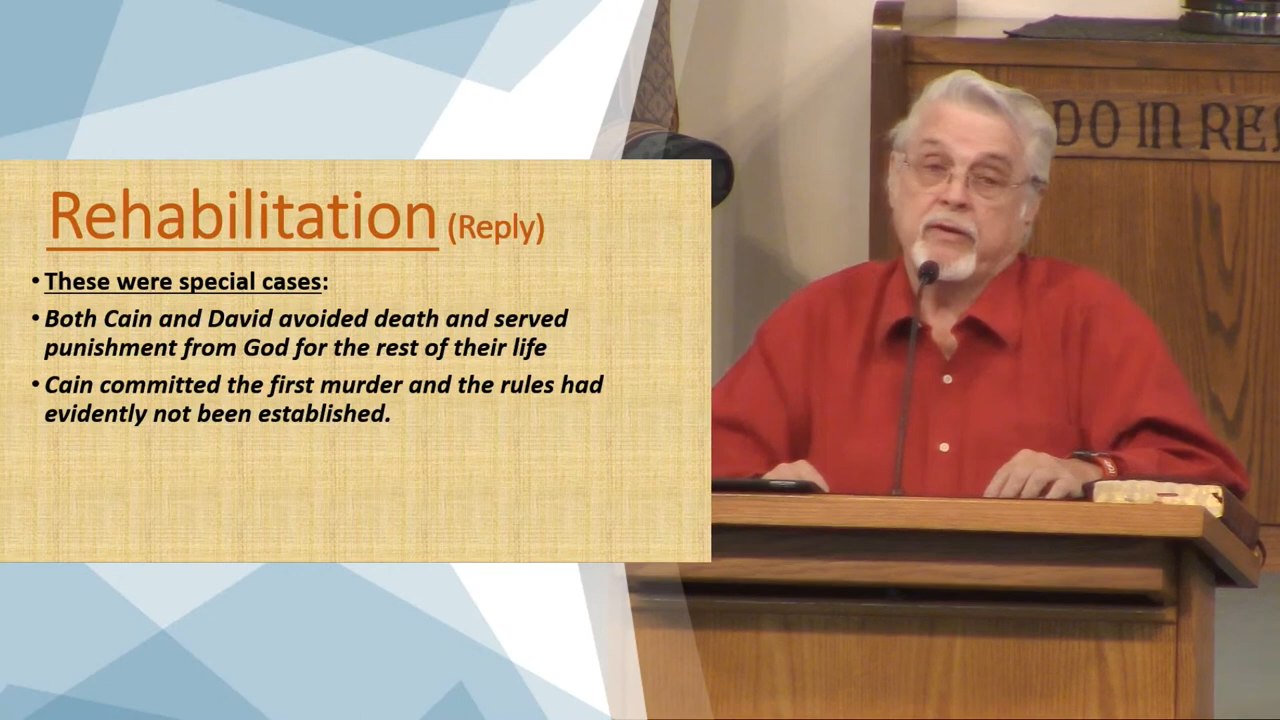 Rehabilitation (Reply)
• These were special cases:
• Both Cain and David avoided death and served
punishment from God for the rest of their life
• Cain committed the first murder and the rules had
evidently not been established.
DO IN